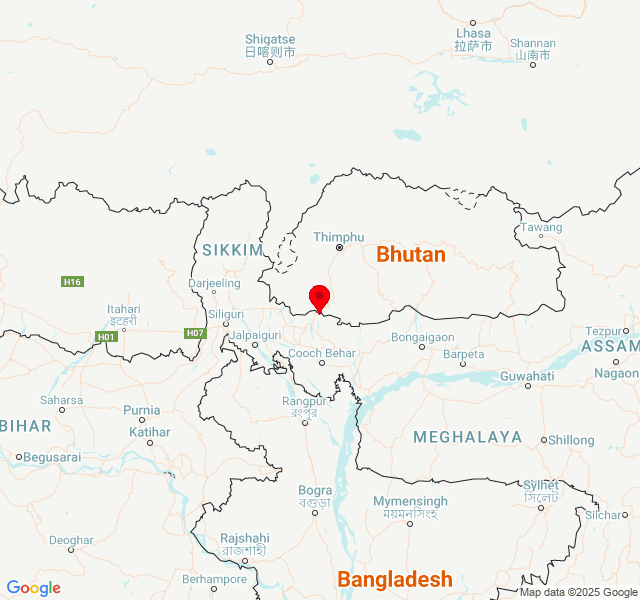 Lhasa
拉萨市
Shigatse
日喀则市
Shannan
山南市
Tawang
Thimphu
SIKKIM
Bhutan
H16
Darjeeling
Itahari
इटहरी
Siliguri
H01
H07
Jalpaiguri
Cooch Behar
Bongaigaon
Barpeta
Tezpur
ASSAM
Nagaon
Guwahati
Saharsa
Purnia
Katihar
BIHAR
Begusarai
Rangpur
রংপুর
MEGHALAYA
Shillong
Bogra
বগুড়া
Mymensingh
ময়মনসিংহ
Sylhet
সিলেট
Silchar
Deoghar
Rajshahi
রাজশাহী
Berhampore
Bangladesh
Google
Map data ©2025 Google